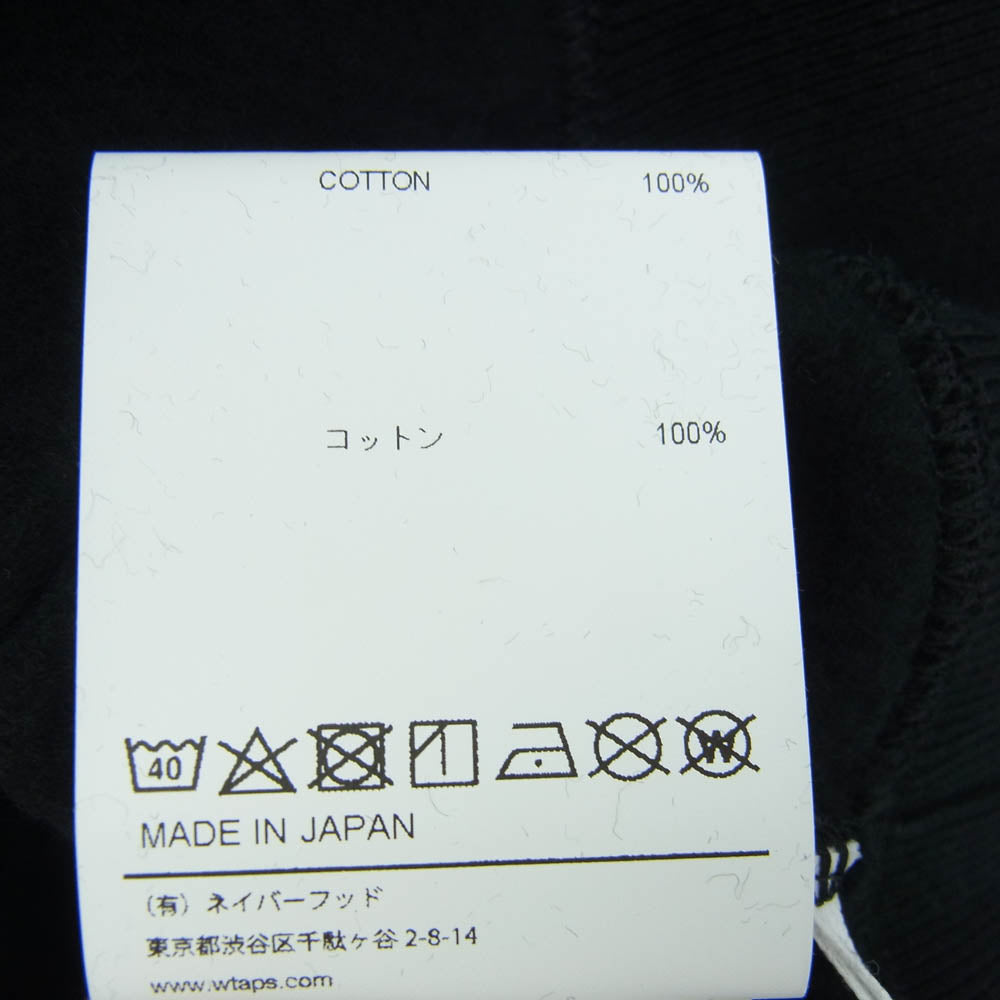 COTTON 100%
コットン 100%
40
W
MADE IN JAPAN
(有) ネイバーフッド
東京都渋谷区千駄ヶ谷 2-8-14
www.wtaps.com